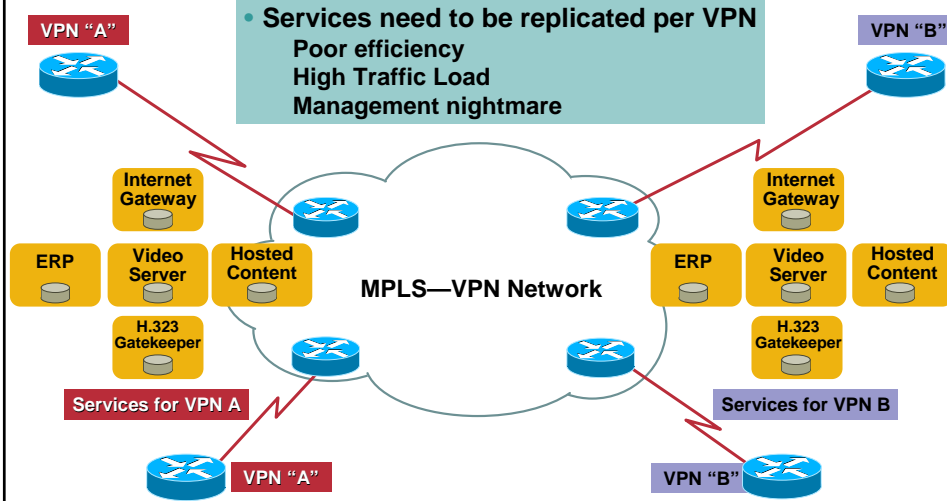 • Services need to be replicated per VPN
Poor efficiency
High Traffic Load
Management nightmare
VPN “A”
VPN “B”
Internet
Gateway
ERP
Video
Server
Hosted
Content
H.323
Gatekeeper
Services for VPN A
MPLS—VPN Network
Internet
Gateway
ERP
Video
Server
Hosted
Content
H.323
Gatekeeper
Services for VPN B
VPN “A”
VPN “B”